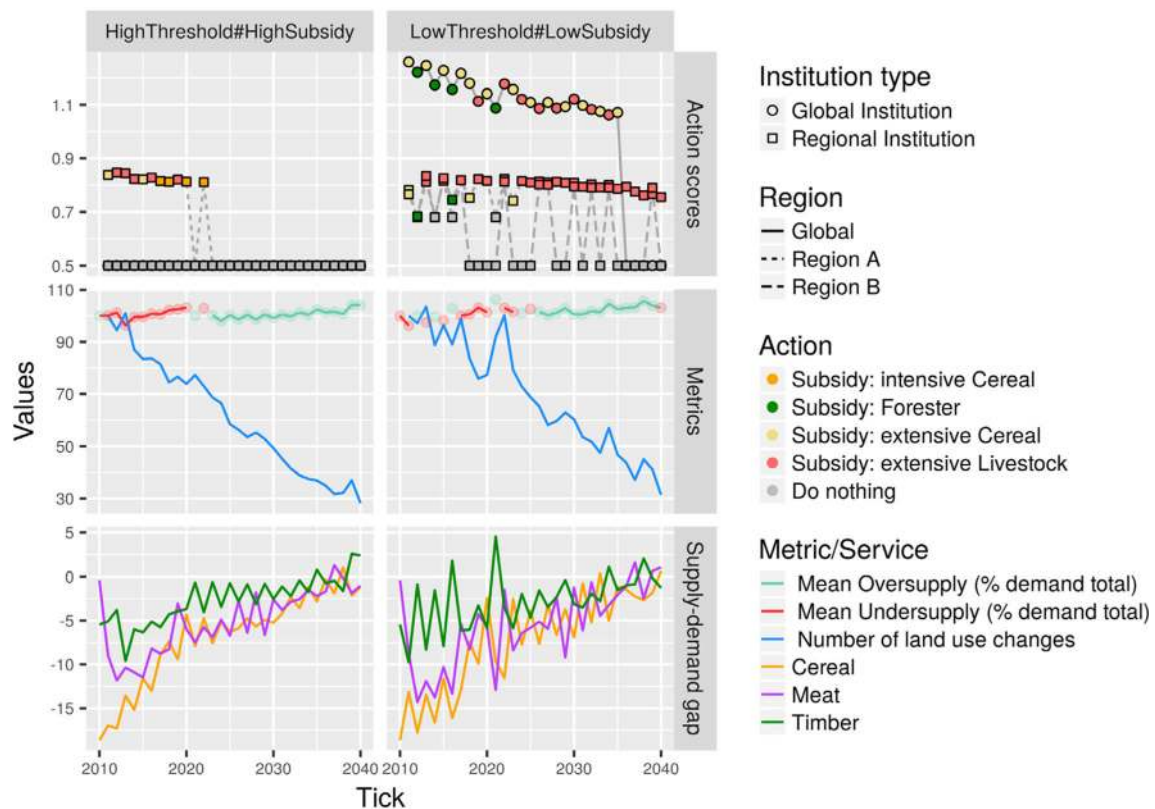 HighThreshold#HighSubsidy
LowThreshold#LowSubsidy
1.1
0.9
0.7
0.5
Action scores
110
90
70
50
30
Metrics
5
0
-5
-10
-15
Supply-demand gap
Values
2010
2020
2030
2040
2010
2020
2030
2040
Tick
Institution type
Global Institution
Regional Institution
Region
Global
Region A
Region B
Action
Subsidy: intensive Cereal
Subsidy: Forester
Subsidy: extensive Cereal
Subsidy: extensive Livestock
Do nothing
Metric/Service
Mean Oversupply (% demand total)
Mean Undersupply (% demand total)
Number of land use changes
Cereal
Meat
Timber